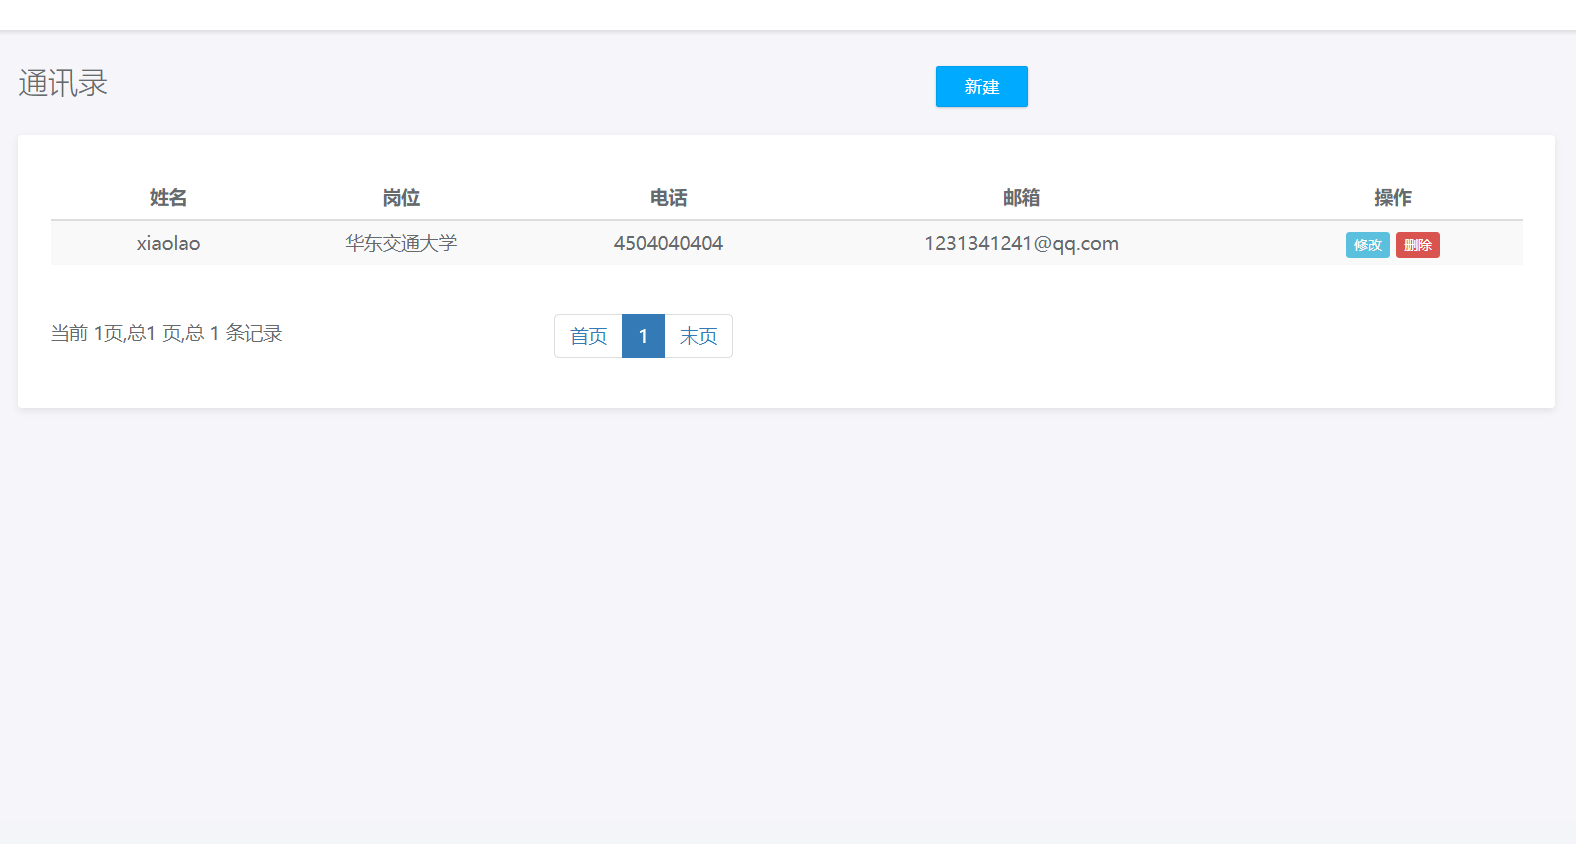 通讯录
新建
姓名 岗位 电话 邮箱 操作
xiaolao 华东交通大学 4504040404 1231341241@qq.com 修改 删除
当前 1页,总1 页,总 1 条记录
首页 1 末页